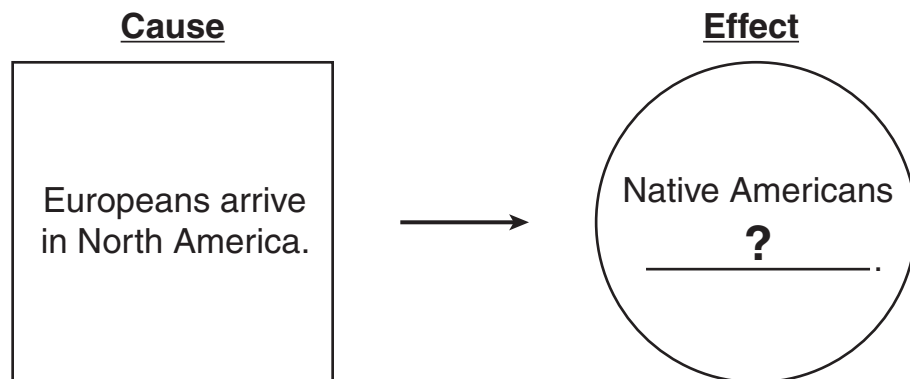 Cause
Effect
Europeans arrive
in North America.
Native Americans
?
.